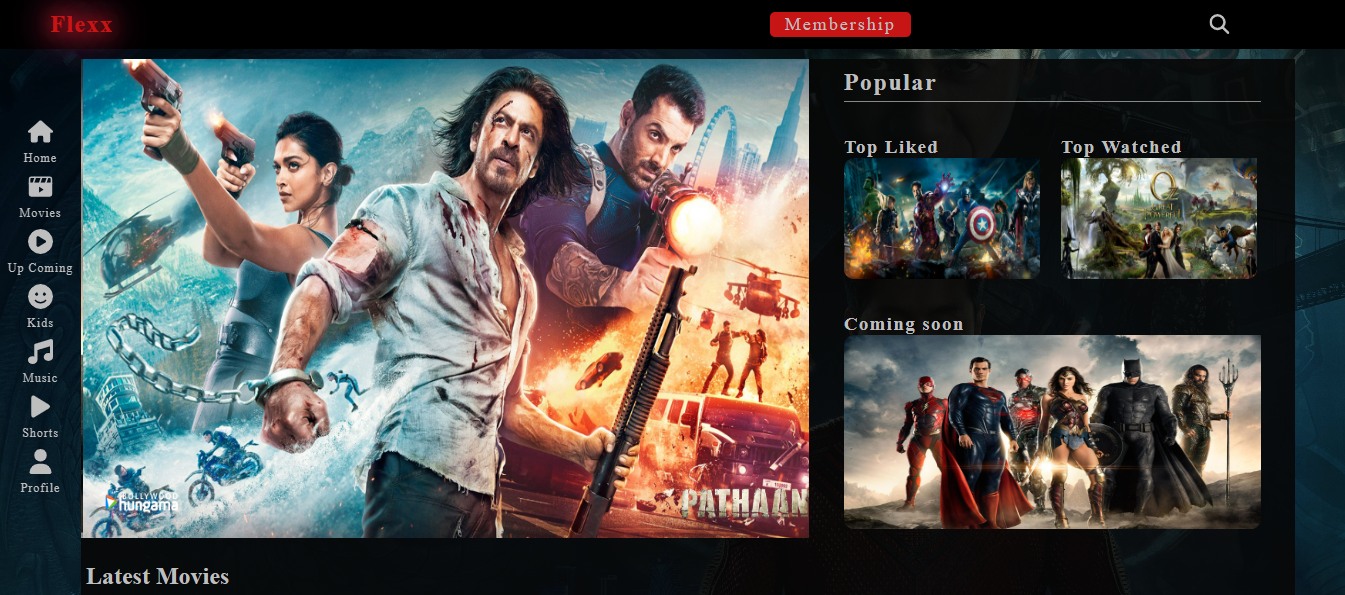 Flexx
Membership
Home
Movies
Up Coming
Kids
Music
Shorts
Profile
BOLLYWOOD
hungama
PATHAAN
Popular
Top Liked
Top Watched
Coming soon
Latest Movies